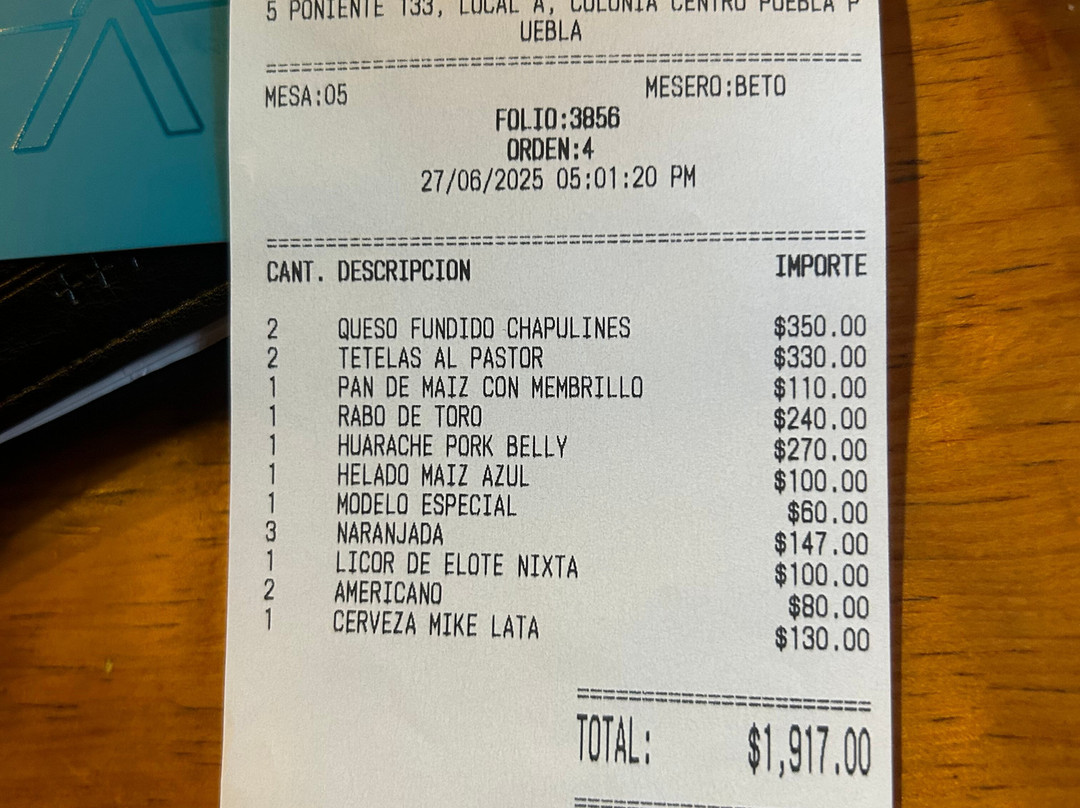 5 PONIENTE 133, LOCAL A, COLONIA CENTRO PUEBLA P
UEBLA
==================================================
MESA:05 MESERO:BETO
FOLIO:3856
ORDEN:4
27/06/2025 05:01:20 PM
==================================================
CANT. DESCRIPCION IMPORTE
2 QUESO FUNDIDO CHAPULINES $350.00
2 TETELAS AL PASTOR $330.00
1 PAN DE MAIZ CON MEMBRILLO $110.00
1 RABO DE TORO $240.00
1 HUARACHE PORK BELLY $270.00
1 HELADO MAIZ AZUL $100.00
1 MODELO ESPECIAL $60.00
3 NARANJADA $147.00
1 LICOR DE ELOTE NIXTA $100.00
2 AMERICANO $80.00
1 CERVEZA MIKE LATA $130.00
=========================
TOTAL: $1,917.00
=========================